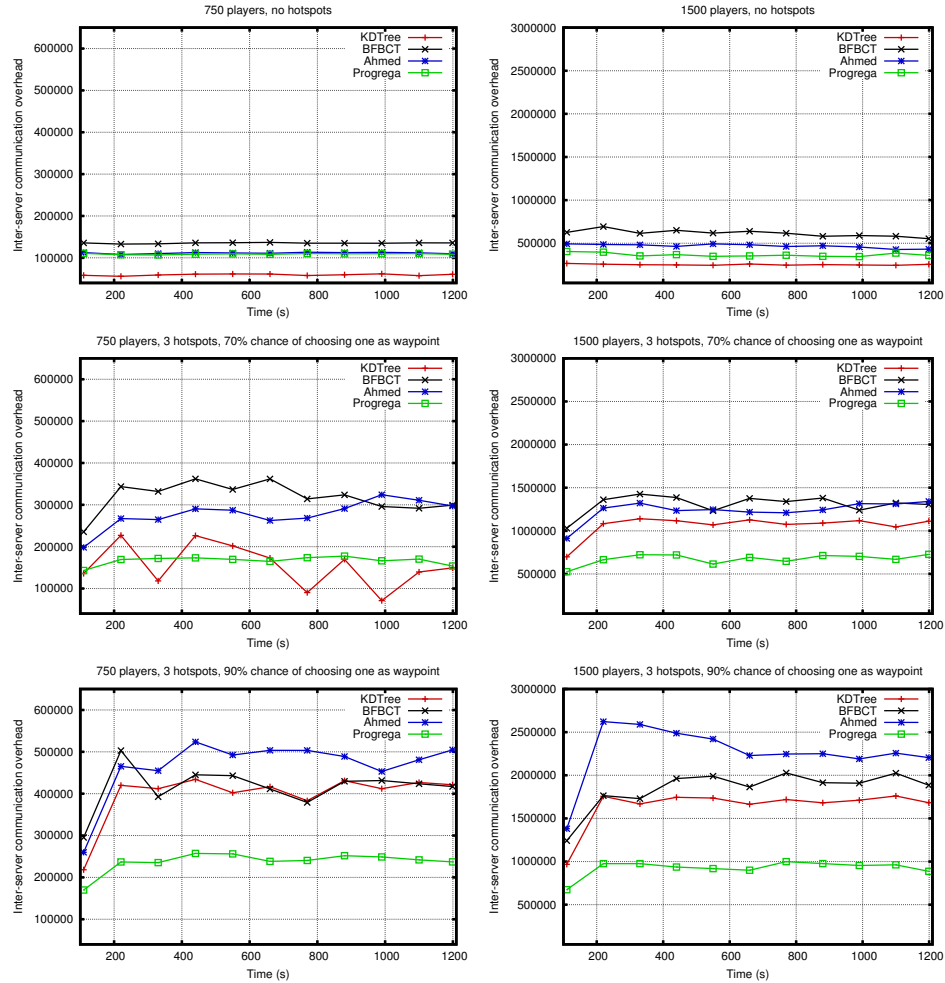 750 players, no hotspots
Inter-server communication overhead
600000
500000
400000
300000
200000
100000
200 400 600 800 1000 1200
Time (s)
KDTree
BFBCT
Ahmed
Progrega
1500 players, no hotspots
Inter-server communication overhead
3000000
2500000
2000000
1500000
1000000
500000
200 400 600 800 1000 1200
Time (s)
KDTree
BFBCT
Ahmed
Progrega
750 players, 3 hotspots, 70% chance of choosing one as waypoint
Inter-server communication overhead
600000
500000
400000
300000
200000
100000
200 400 600 800 1000 1200
Time (s)
KDTree
BFBCT
Ahmed
Progrega
1500 players, 3 hotspots, 70% chance of choosing one as waypoint
Inter-server communication overhead
3000000
2500000
2000000
1500000
1000000
500000
200 400 600 800 1000 1200
Time (s)
KDTree
BFBCT
Ahmed
Progrega
750 players, 3 hotspots, 90% chance of choosing one as waypoint
Inter-server communication overhead
600000
500000
400000
300000
200000
100000
200 400 600 800 1000 1200
Time (s)
KDTree
BFBCT
Ahmed
Progrega
1500 players, 3 hotspots, 90% chance of choosing one as waypoint
Inter-server communication overhead
3000000
2500000
2000000
1500000
1000000
500000
200 400 600 800 1000 1200
Time (s)
KDTree
BFBCT
Ahmed
Progrega